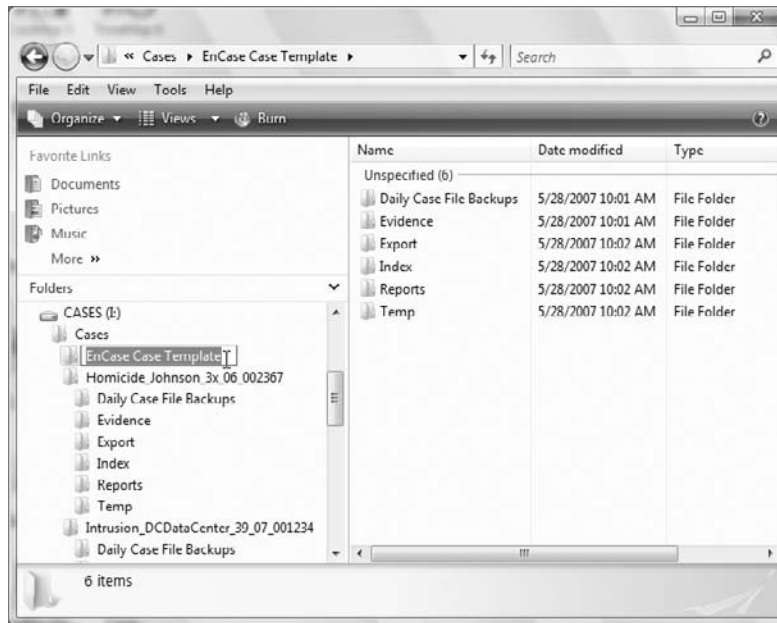 « Cases ▸ EnCase Case Template ▸
Search
File Edit View Tools Help
Organize Views Burn
Favorite Links
Documents
Pictures
Music
More »
Folders
CASES (I:)
Cases
EnCase Case Template
Homicide_Johnson_3x_06_002367
Daily Case File Backups
Evidence
Export
Index
Reports
Temp
Intrusion_DCDataCenter_39_07_001234
Daily Case File Backups
Name Date modified Type
Unspecified (6)
Daily Case File Backups 5/28/2007 10:01 AM File Folder
Evidence 5/28/2007 10:01 AM File Folder
Export 5/28/2007 10:02 AM File Folder
Index 5/28/2007 10:02 AM File Folder
Reports 5/28/2007 10:02 AM File Folder
Temp 5/28/2007 10:02 AM File Folder
6 items